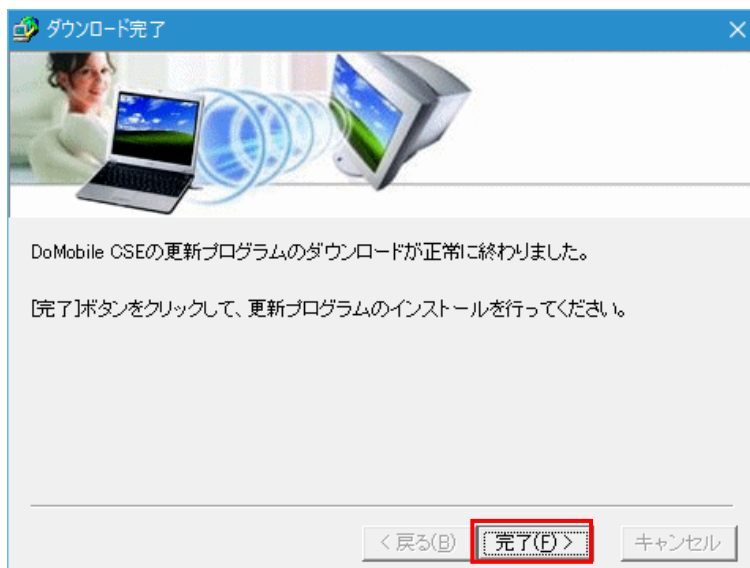 ダウンロード完了
DoMobile CSEの更新プログラムのダウンロードが正常に終わりました。
[完了]ボタンをクリックして、更新プログラムのインストールを行ってください。
< 戻る(B)
完了(F) >
キャンセル